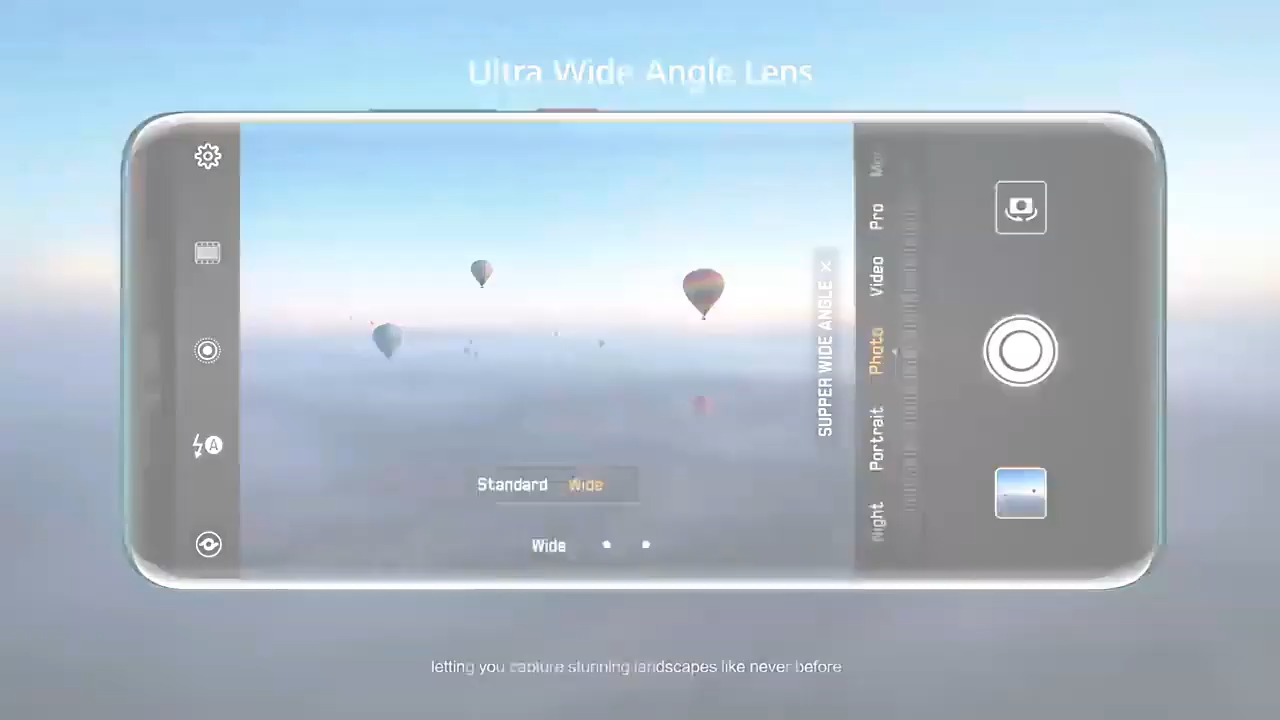 Ultra Wide Angle Lens
Pro
Video
Photo
Portrait
Night
SUPPER WIDE ANGLE X
A
Standard Wide
Wide
letting you capture stunning landscapes like never before